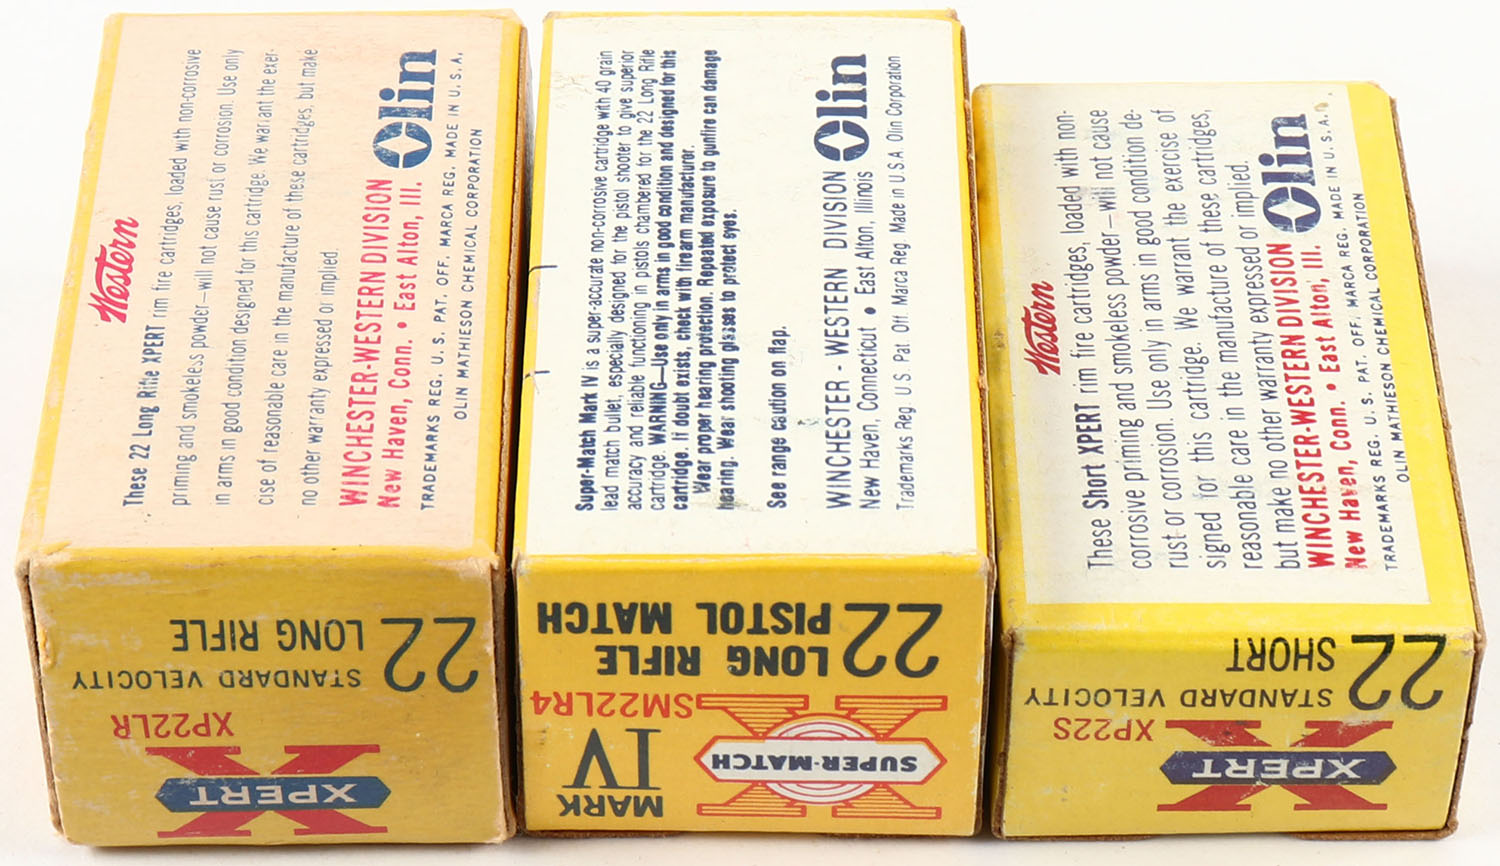 Western
These 22 Long Rifle XPERT rim fire cartridges, loaded with non-corrosive
priming and smokeless powder—will not cause rust or corrosion. Use only
in arms in good condition designed for this cartridge. We warrant the exer-
cise of reasonable care in the manufacture of these cartridges, but make
no other warranty expressed or implied.
WINCHESTER-WESTERN DIVISION
New Haven, Conn. • East Alton, Ill.
Olin
TRADEMARKS REG. U. S. PAT. OFF. MARCA REG. MADE IN U. S. A.
OLIN MATHIESON CHEMICAL CORPORATION
22 LONG RIFLE
STANDARD VELOCITY
XP22LR
X
XPERT
Super-Match Mark IV is a super-accurate non-corrosive cartridge with 40 grain
lead match bullet, especially designed for the pistol shooter to give superior
accuracy and reliable functioning in pistols chambered for the 22 Long Rifle
cartridge. WARNING—Use only in arms in good condition and designed for this
cartridge. If doubt exists, check with firearm manufacturer.
Wear proper hearing protection. Repeated exposure to gunfire can damage
hearing. Wear shooting glasses to protect eyes.
See range caution on flap.
WINCHESTER - WESTERN DIVISION
New Haven, Connecticut • East Alton, Illinois
Olin
Trademarks Reg. U.S. Pat. Off. Marca Reg. Made in U.S.A. Olin Corporation
22 LONG RIFLE
PISTOL MATCH
SM22LR4
X
SUPER-MATCH
MARK
IV
Western
These Short XPERT rim fire cartridges, loaded with non-
corrosive priming and smokeless powder—will not cause
rust or corrosion. Use only in arms in good condition de-
signed for this cartridge. We warrant the exercise of
reasonable care in the manufacture of these cartridges,
but make no other warranty expressed or implied.
WINCHESTER-WESTERN DIVISION
New Haven, Conn. • East Alton, Ill.
Olin
TRADEMARKS REG. U. S. PAT. OFF. MARCA REG. MADE IN U. S. A.
OLIN MATHIESON CHEMICAL CORPORATION
22 SHORT
STANDARD VELOCITY
XP22S
X
XPERT